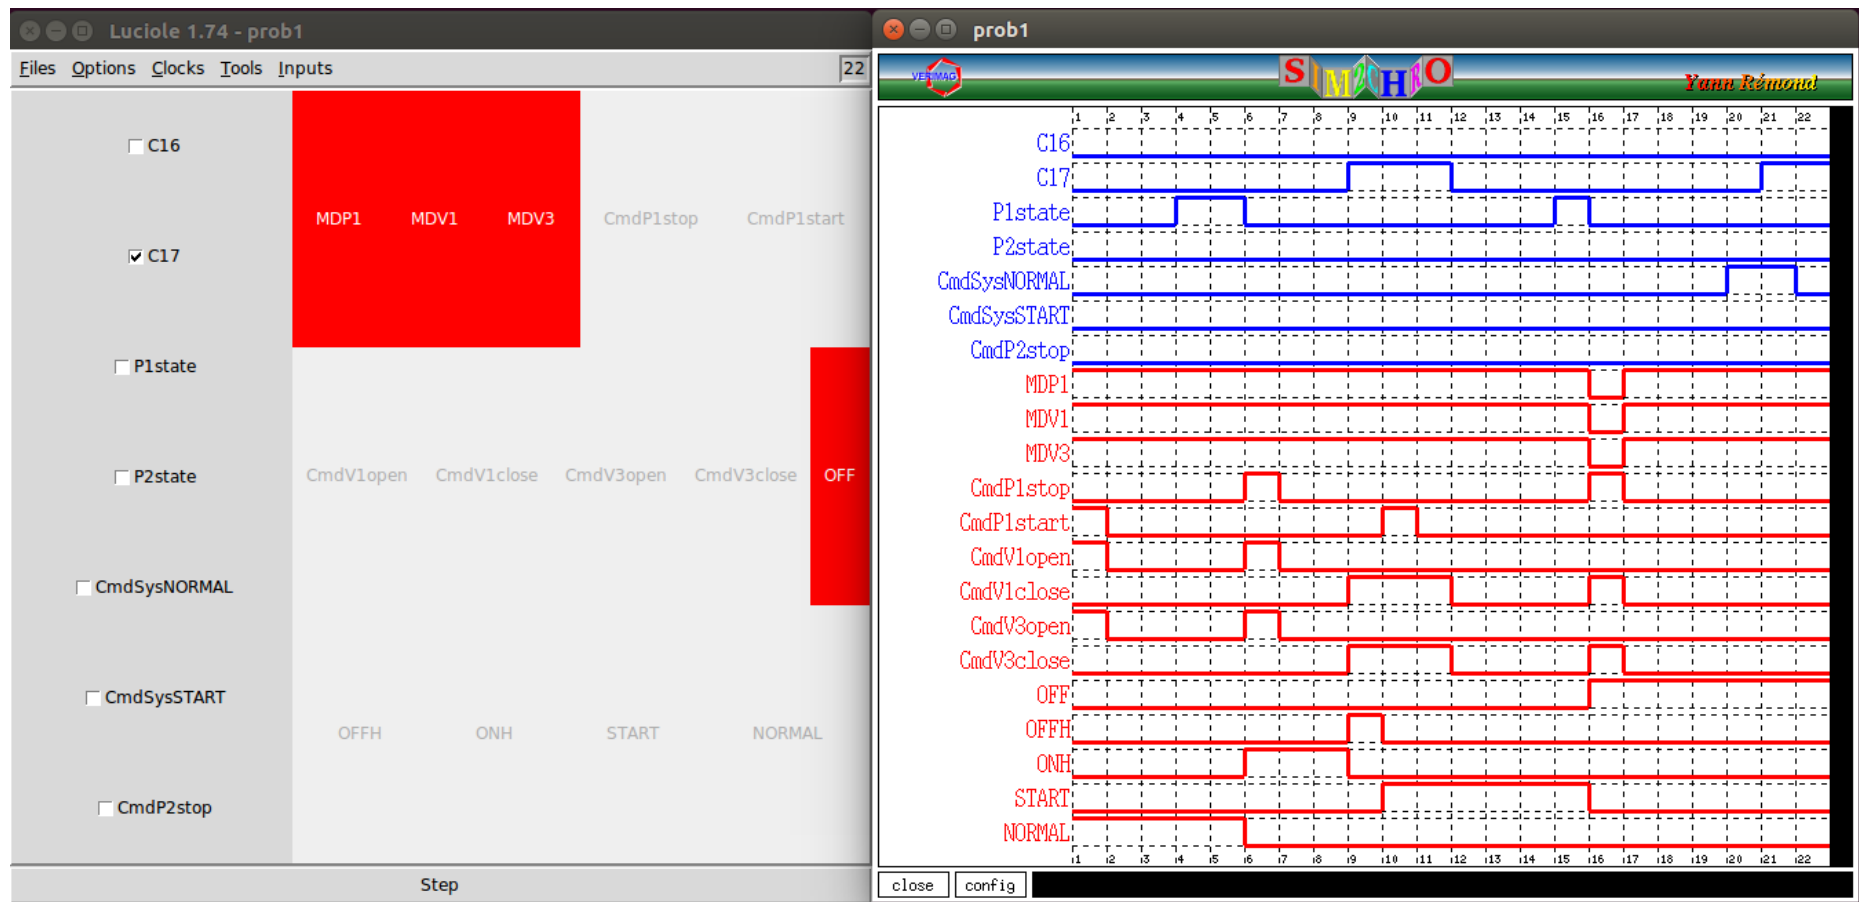 Luciole 1.74 - prob1
Files Options Clocks Tools Inputs 22
C16
C17
P1state
P2state
CmdSysNORMAL
CmdSysSTART
CmdP2stop
MDP1 MDV1 MDV3 CmdP1stop CmdP1start
CmdV1open CmdV1close CmdV3open CmdV3close OFF
OFFH ONH START NORMAL
Step
prob1
VERIMAG SIM2CHRO Yann Rémond
1 2 3 4 5 6 7 8 9 10 11 12 13 14 15 16 17 18 19 20 21 22
C16
C17
P1state
P2state
CmdSysNORMAL
CmdSysSTART
CmdP2stop
MDP1
MDV1
MDV3
CmdP1stop
CmdP1start
CmdV1open
CmdV1close
CmdV3open
CmdV3close
OFF
OFFH
ONH
START
NORMAL
1 2 3 4 5 6 7 8 9 10 11 12 13 14 15 16 17 18 19 20 21 22
close config